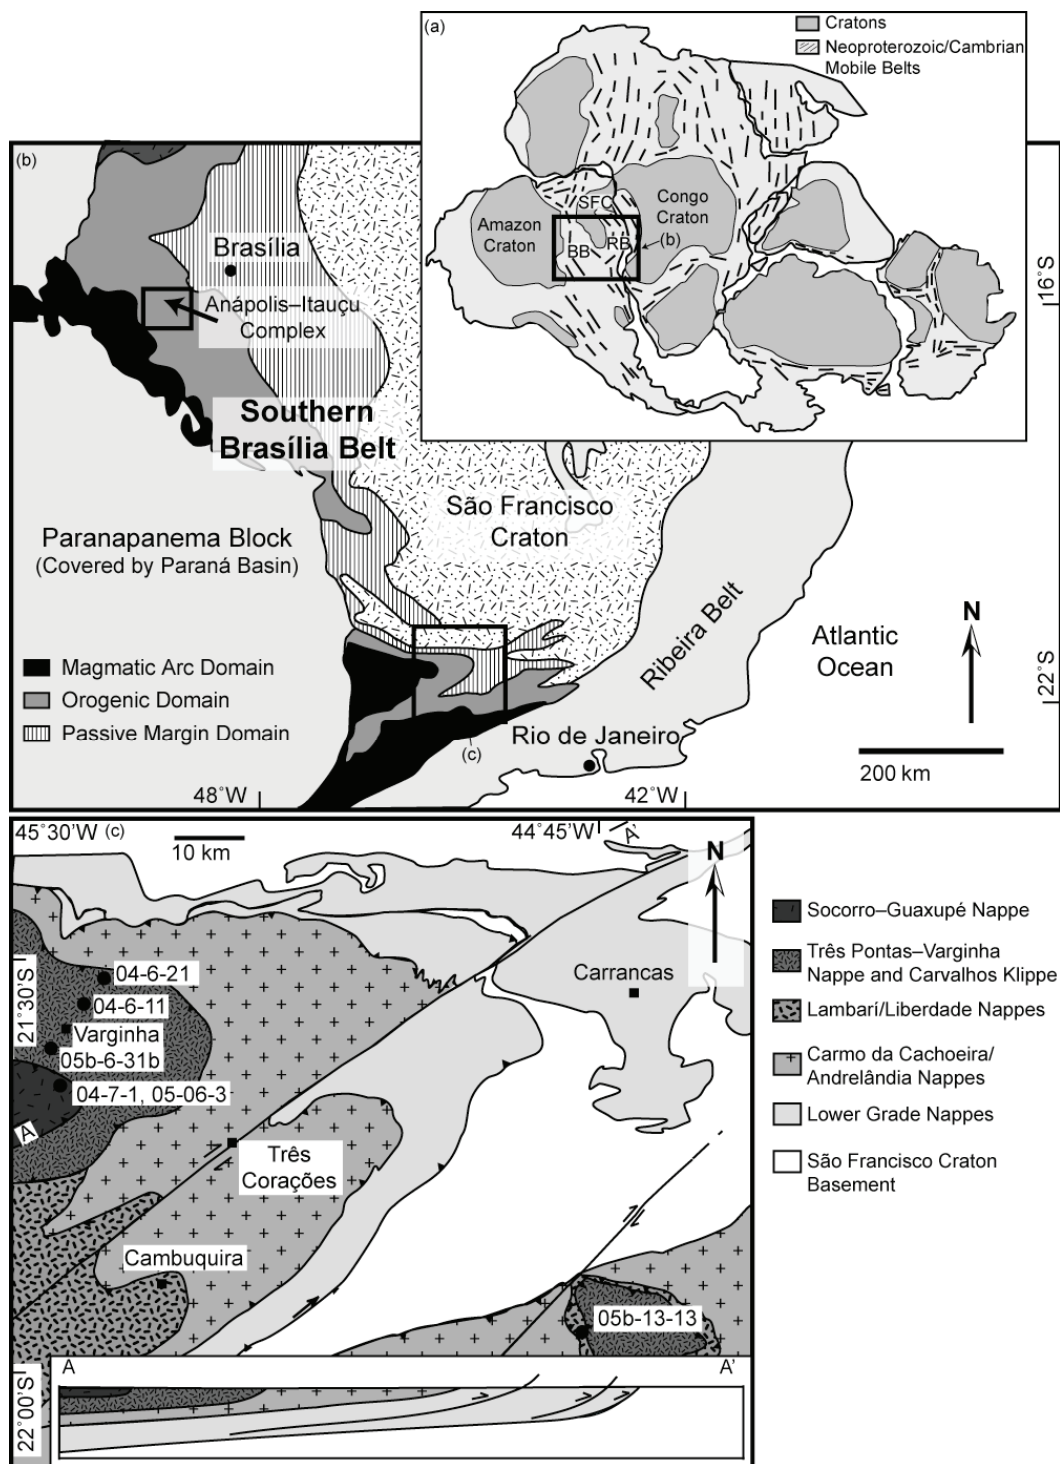 (a)
Cratons
Neoproterozoic/Cambrian
Mobile Belts
SFC
Amazon
Craton
Congo
Craton
(b)
BB
RB
(b)
Brasília
Anápolis–Itauçu
Complex
Southern
Brasília Belt
São Francisco
Craton
Paranapanema Block
(Covered by Paraná Basin)
Ribeira Belt
Atlantic
Ocean
N
16˚S
22˚S
Magmatic Arc Domain
Orogenic Domain
Passive Margin Domain
Rio de Janeiro
(c)
200 km
48˚W
42˚W
45˚30'W (c)
10 km
44˚45'W
A'
N
21˚30'S
04-6-21
04-6-11
Varginha
05b-6-31b
04-7-1, 05-06-3
A
Carrancas
Três
Corações
Cambuquira
05b-13-13
22˚00'S
A
A'
Socorro–Guaxupé Nappe
Três Pontas–Varginha
Nappe and Carvalhos Klippe
Lambarí/Liberdade Nappes
Carmo da Cachoeira/
Andrelândia Nappes
Lower Grade Nappes
São Francisco Craton
Basement